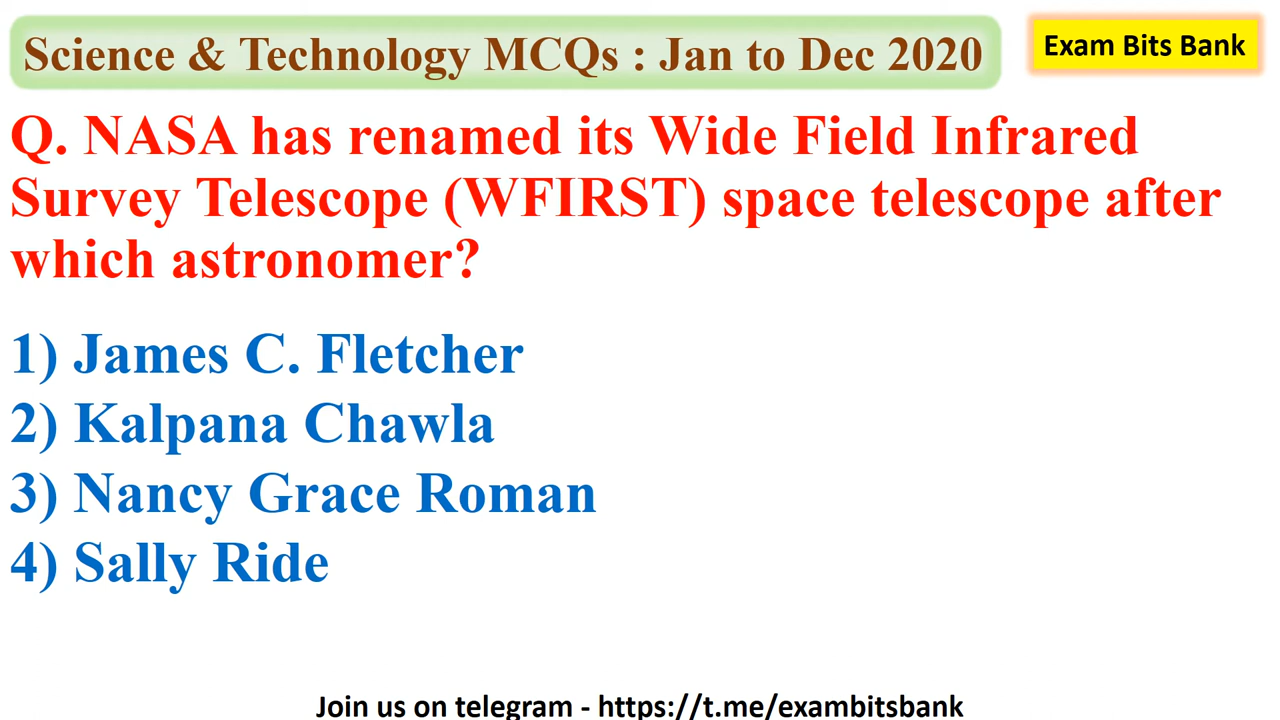 Science & Technology MCQs : Jan to Dec 2020
Exam Bits Bank
Q. NASA has renamed its Wide Field Infrared
Survey Telescope (WFIRST) space telescope after
which astronomer?
1) James C. Fletcher
2) Kalpana Chawla
3) Nancy Grace Roman
4) Sally Ride
Join us on telegram - https://t.me/exambitsbank